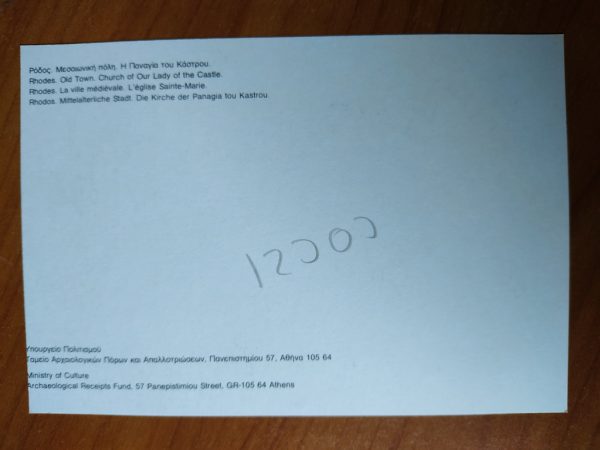 Ρόδος. Μεσαιωνική πόλη. Η Παναγία του Κάστρου.
Rhodes. Old Town. Church of Our Lady of the Castle.
Rhodes. La ville médiévale. L'église Sainte-Marie.
Rhodos. Mittelalterliche Stadt. Die Kirche der Panagia tou Kastrou.
Υπουργείο Πολιτισμού
Ταμείο Αρχαιολογικών Πόρων και Απαλλοτριώσεων, Πανεπιστημίου 57, Αθήνα 105 64
Ministry of Culture
Archaeological Receipts Fund, 57 Panepistimiou Street, GR-105 64 Athens